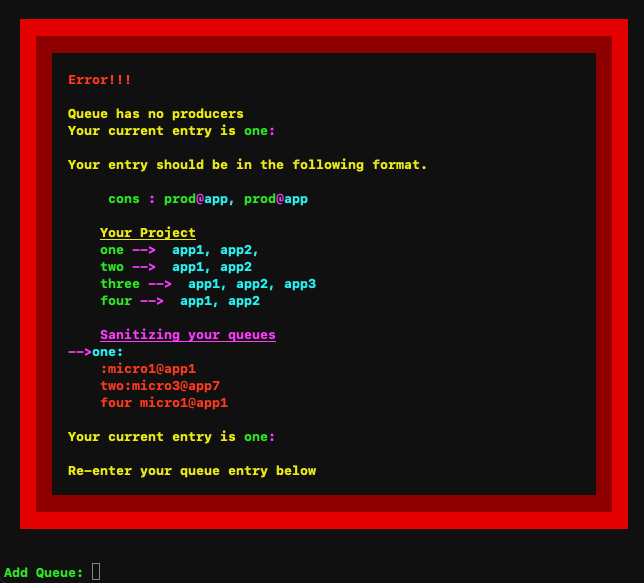 Error!!!
Queue has no producers
Your current entry is one:
Your entry should be in the following format.
cons : prod@app, prod@app
Your Project
one --> app1, app2,
two --> app1, app2
three --> app1, app2, app3
four --> app1, app2
Sanitizing your queues
-->one:
:micro1@app1
two:micro3@app7
four micro1@app1
Your current entry is one:
Re-enter your queue entry below
Add Queue: